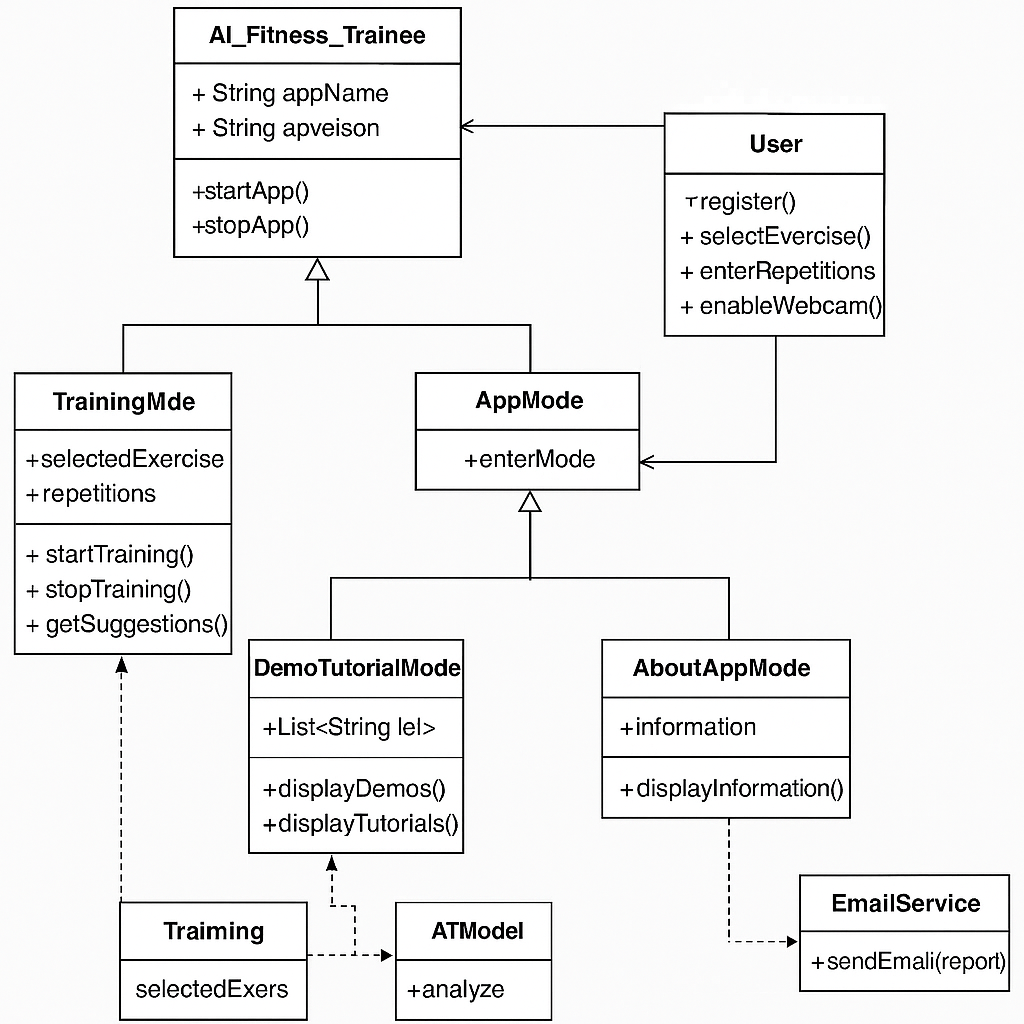 AI_Fitness_Trainee
+ String appName
+ String apveison
+startApp()
+stopApp()
User
+register()
+ selectEvercise()
+ enterRepetitions
+ enableWebcam()
TrainingMde
+selectedExercise
+repetitions
+ startTraining()
+ stopTraining()
+ getSuggestions()
AppMode
+enterMode
DemoTutorialMode
+List<String lel>
+displayDemos()
+displayTutorials()
AboutAppMode
+information
+displayInformation()
Traiming
selectedExers
ATModel
+analyze
EmailService
+sendEmali(report)